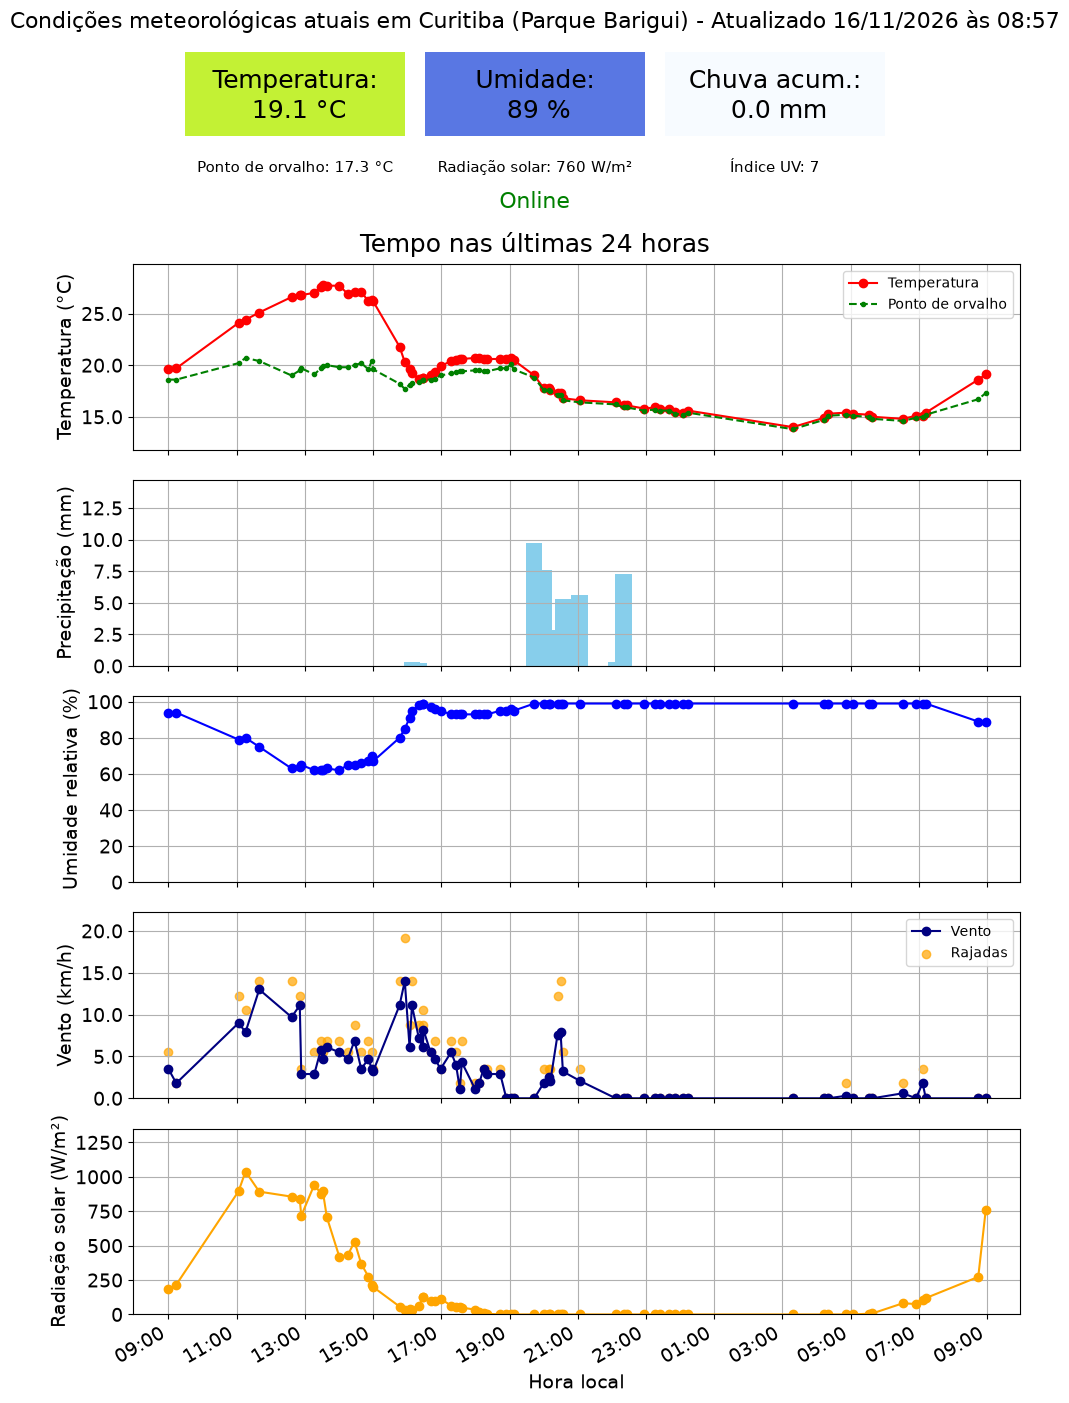 Condições meteorológicas atuais em Curitiba (Parque Barigui) - Atualizado 16/11/2026 às 08:57
Temperatura:
19.1 °C
Umidade:
89 %
Chuva acum.:
0.0 mm
Ponto de orvalho: 17.3 °C
Radiação solar: 760 W/m²
Índice UV: 7
Online
Tempo nas últimas 24 horas
Temperatura (°C)
25.0
20.0
15.0
Temperatura
Ponto de orvalho
Precipitação (mm)
12.5
10.0
7.5
5.0
2.5
0.0
Umidade relativa (%)
100
80
60
40
20
0
Vento (km/h)
20.0
15.0
10.0
5.0
0.0
Vento
Rajadas
Radiação solar (W/m²)
1250
1000
750
500
250
0
09:00
11:00
13:00
15:00
17:00
19:00
21:00
23:00
01:00
03:00
05:00
07:00
09:00
Hora local